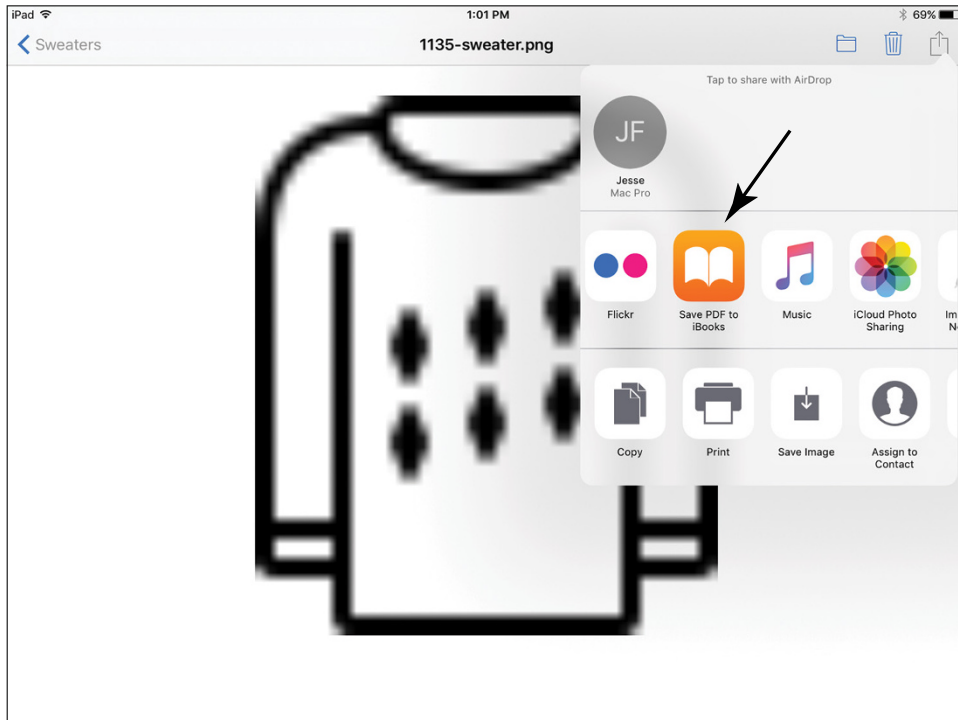 iPad 1:01 PM 69%
Sweaters 1135-sweater.png
Tap to share with AirDrop
JF
Jesse
Mac Pro
Flickr
Save PDF to
iBooks
Music
iCloud Photo
Sharing
Copy
Print
Save Image
Assign to
Contact